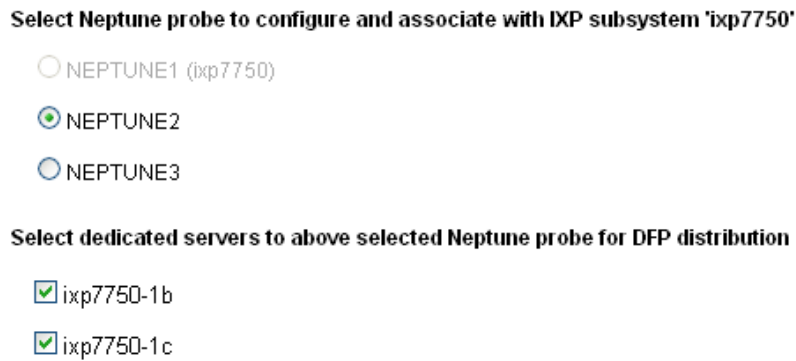 Select Neptune probe to configure and associate with IXP subsystem 'ixp7750'
NEPTUNE1 (ixp7750)
NEPTUNE2
NEPTUNE3
Select dedicated servers to above selected Neptune probe for DFP distribution
ixp7750-1b
ixp7750-1c